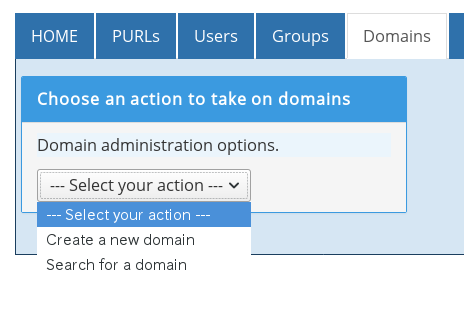 HOME PURLs Users Groups Domains
Choose an action to take on domains
Domain administration options.
--- Select your action ---
--- Select your action ---
Create a new domain
Search for a domain